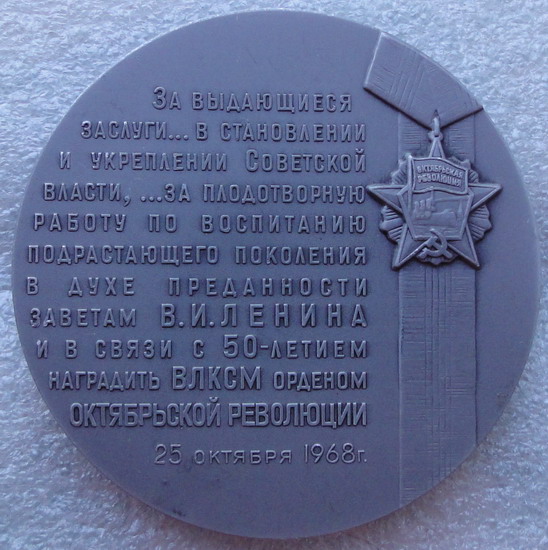 За выдающиеся
заслуги... в становлении
и укреплении Советской
власти, ...за плодотворную
работу по воспитанию
подрастающего поколения
в духе преданности
заветам В.И.ЛЕНИНА
и в связи с 50-летием
наградить ВЛКСМ орденом
ОКТЯБРЬСКОЙ РЕВОЛЮЦИИ
25 октября 1968г.
ОКТЯБРЬСКАЯ
РЕВОЛЮЦИЯ